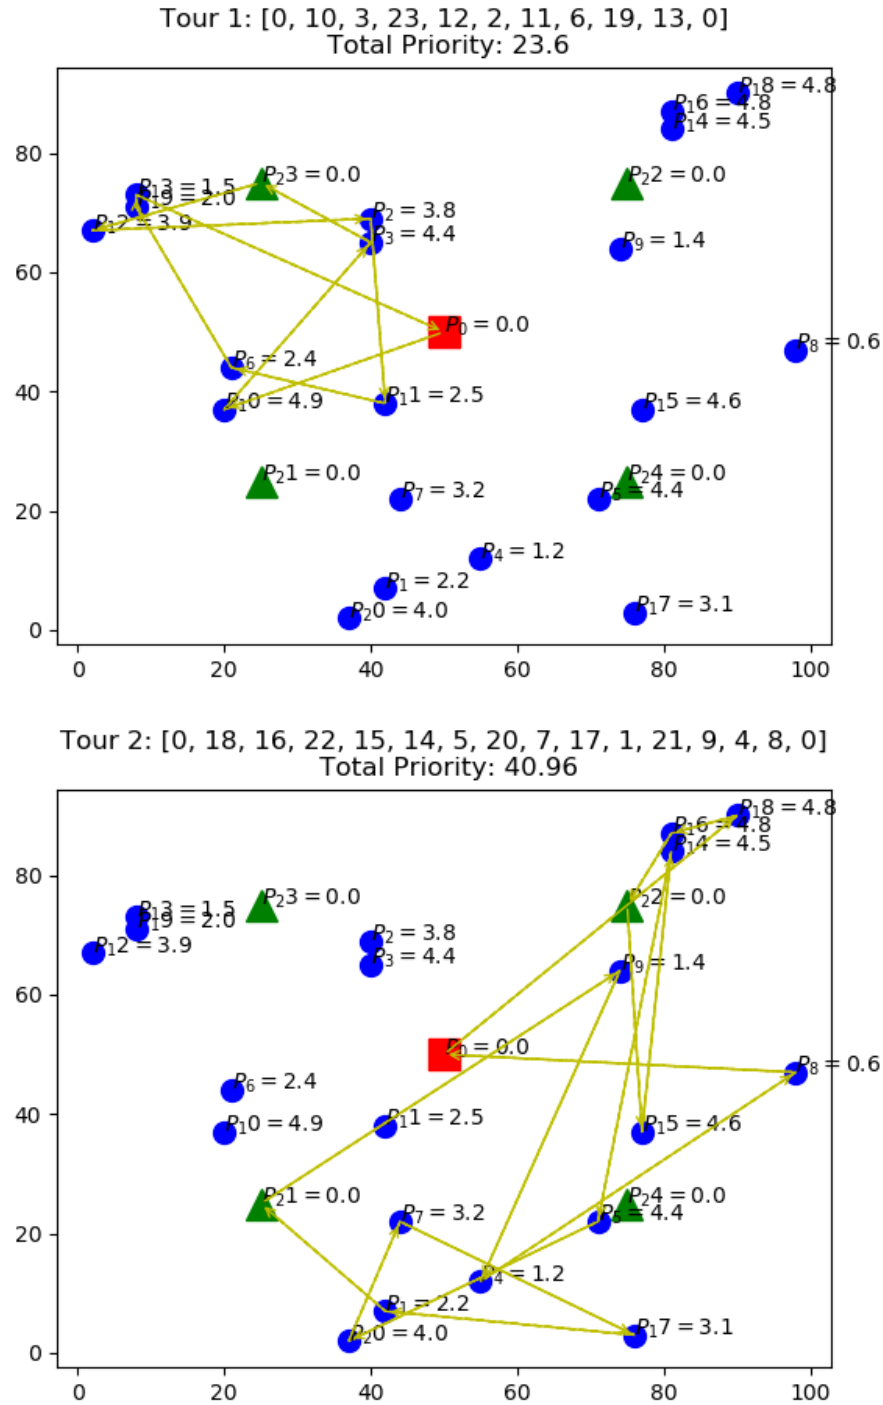 Tour 1: [0, 10, 3, 23, 12, 2, 11, 6, 19, 13, 0]
Total Priority: 23.6
P₁8 = 4.8
P₁6 = 4.8
P₁4 = 4.5
80
P₂3 = 0.0
P₂2 = 0.0
P₁3 = 1.5
P₁9 = 2.0
P₁2 = 3.9
P₂ = 3.8
P₃ = 4.4
P₉ = 1.4
60
P₀ = 0.0
P₈ = 0.6
P₆ = 2.4
40
P₁0 = 4.9
P₁1 = 2.5
P₁5 = 4.6
P₂1 = 0.0
P₂4 = 0.0
P₇ = 3.2
P₅ = 4.4
20
P₄ = 1.2
P₁ = 2.2
P₂0 = 4.0
P₁7 = 3.1
0
0 20 40 60 80 100
Tour 2: [0, 18, 16, 22, 15, 14, 5, 20, 7, 17, 1, 21, 9, 4, 8, 0]
Total Priority: 40.96
P₁8 = 4.8
P₁6 = 4.8
P₁4 = 4.5
80
P₂3 = 0.0
P₂2 = 0.0
P₁3 = 1.5
P₁9 = 2.0
P₁2 = 3.9
P₂ = 3.8
P₃ = 4.4
P₉ = 1.4
60
P₀ = 0.0
P₈ = 0.6
P₆ = 2.4
40
P₁0 = 4.9
P₁1 = 2.5
P₁5 = 4.6
P₂1 = 0.0
P₂4 = 0.0
P₇ = 3.2
P₅ = 4.4
20
P₄ = 1.2
P₁ = 2.2
P₂0 = 4.0
P₁7 = 3.1
0
0 20 40 60 80 100